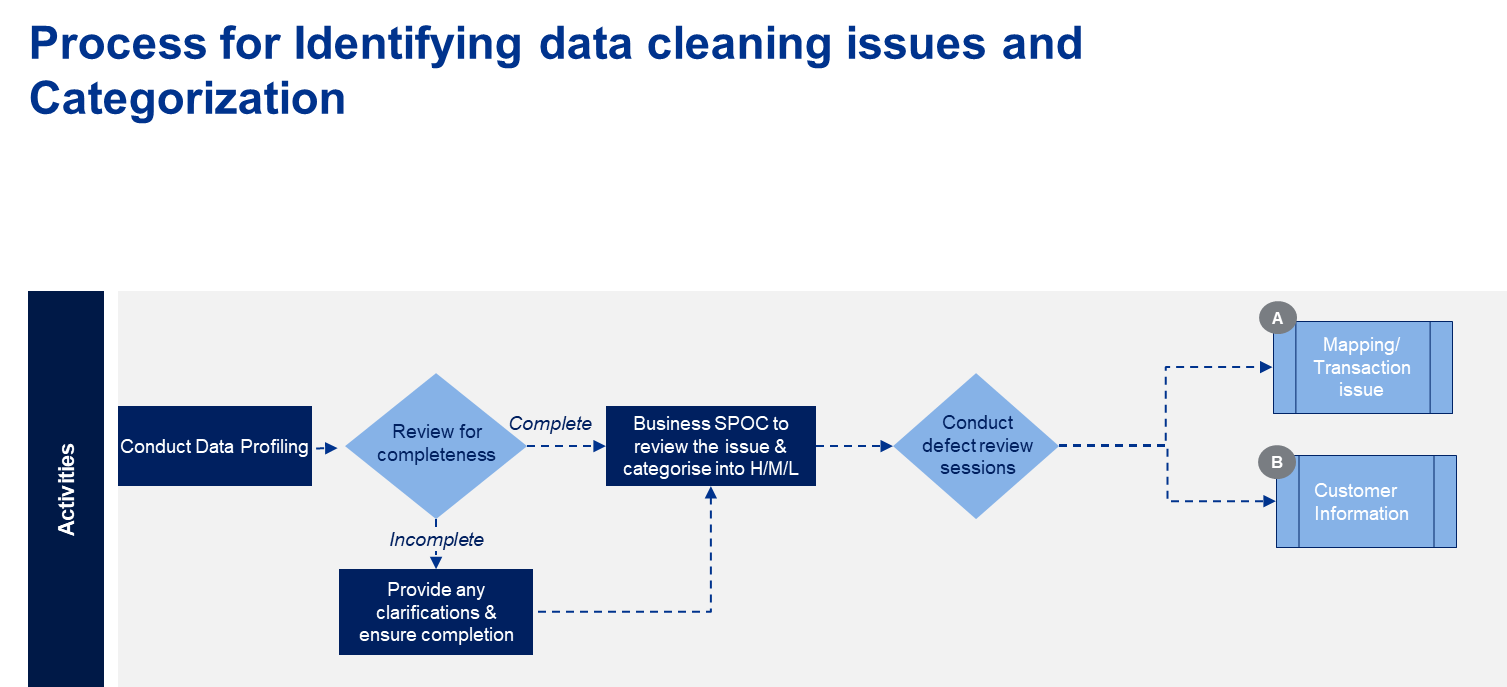 Process for Identifying data cleaning issues and
Categorization
Activities
Conduct Data Profiling
Review for
completeness
Complete
Incomplete
Provide any
clarifications &
ensure completion
Business SPOC to
review the issue &
categorise into H/M/L
Conduct
defect review
sessions
A
Mapping/
Transaction
issue
B
Customer
Information